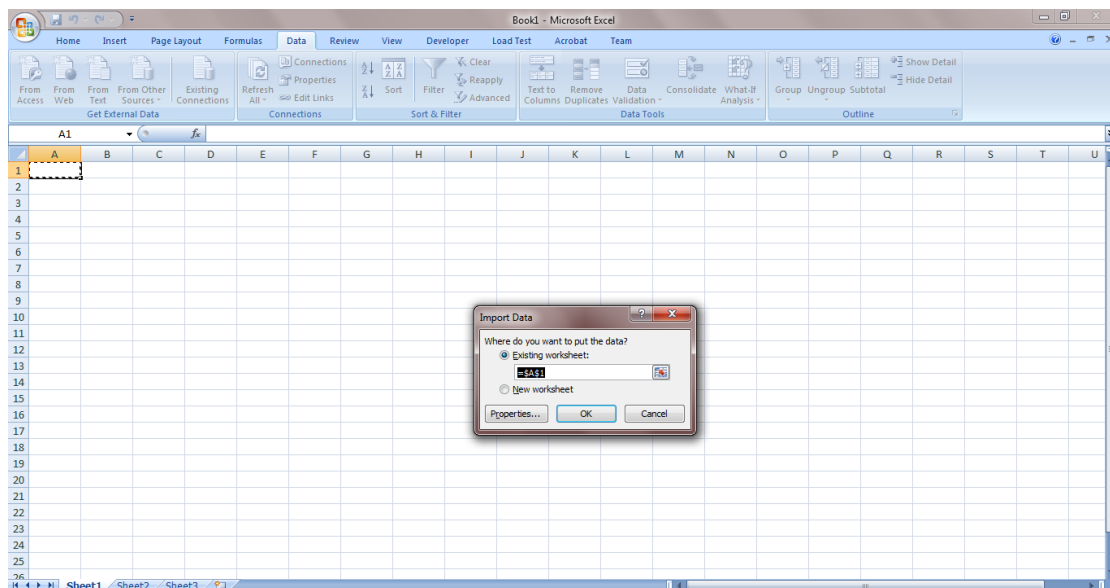 Book1 - Microsoft Excel
Home Insert Page Layout Formulas Data Review View Developer Load Test Acrobat Team
From Access
From Web
From Text
From Other Sources
Existing Connections
Get External Data
Refresh All
Connections
Properties
Edit Links
Connections
Sort
Filter
Clear
Reapply
Advanced
Sort & Filter
Text to Columns
Remove Duplicates
Data Validation
Consolidate
What-If Analysis
Data Tools
Group
Ungroup
Subtotal
Show Detail
Hide Detail
Outline
A1 fx
A B C D E F G H I J K L M N O P Q R S T U
1
2
3
4
5
6
7
8
9
10
11
12
13
14
15
16
17
18
19
20
21
22
23
24
25
26
Import Data
Where do you want to put the data?
Existing worksheet:
=$A$1
New worksheet
Properties... OK Cancel
Sheet1 Sheet2 Sheet3